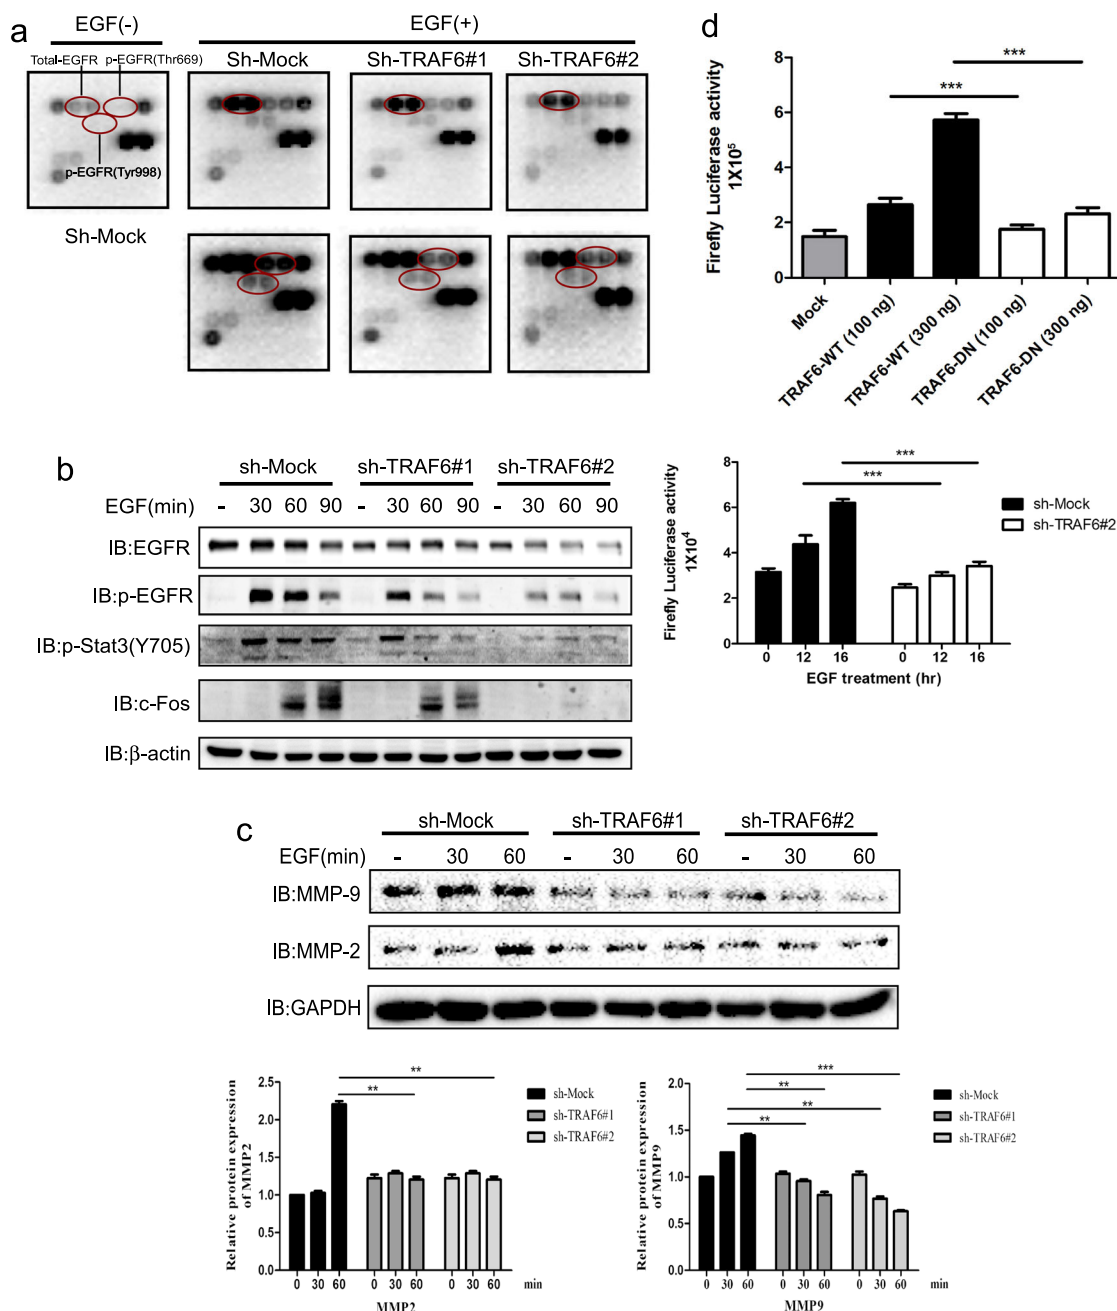 a
EGF(-)
EGF(+)
Total-EGFR
p-EGFR(Thr669)
Sh-Mock
Sh-TRAF6#1
Sh-TRAF6#2
p-EGFR(Tyr998)
Sh-Mock
d
Firefly Luciferase activity
1X10⁵
8
6
4
2
0
***
***
Mock
TRAF6-WT (100 ng)
TRAF6-WT (300 ng)
TRAF6-DN (100 ng)
TRAF6-DN (300 ng)
b
sh-Mock
sh-TRAF6#1
sh-TRAF6#2
EGF(min)
- 30 60 90 - 30 60 90 - 30 60 90
IB:EGFR
IB:p-EGFR
IB:p-Stat3(Y705)
IB:c-Fos
IB:β-actin
Firefly Luciferase activity
1X10⁴
8
6
4
2
0
***
***
sh-Mock
sh-TRAF6#2
0 12 16 0 12 16
EGF treatment (hr)
c
sh-Mock
sh-TRAF6#1
sh-TRAF6#2
EGF(min)
- 30 60 - 30 60 - 30 60
IB:MMP-9
IB:MMP-2
IB:GAPDH
Relative protein expression
of MMP2
2.5
2.0
1.5
1.0
0.5
0.0
**
**
sh-Mock
sh-TRAF6#1
sh-TRAF6#2
0 30 60 0 30 60 0 30 60 min
MMP2
Relative protein expression
of MMP9
2.0
1.5
1.0
0.5
0.0
***
**
**
**
sh-Mock
sh-TRAF6#1
sh-TRAF6#2
0 30 60 0 30 60 0 30 60 min
MMP9